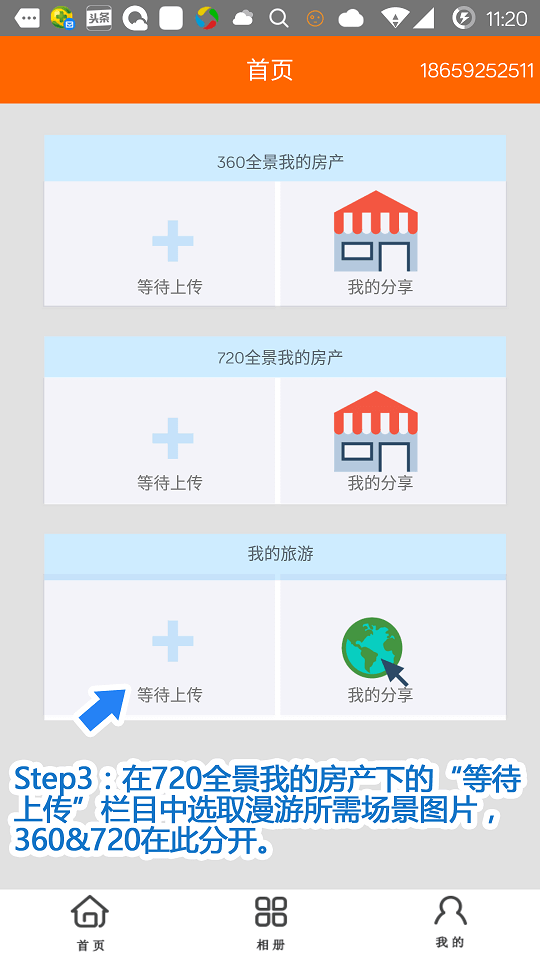 头条
11:20
首页
18659252511
360全景我的房产
等待上传
我的分享
720全景我的房产
等待上传
我的分享
我的旅游
等待上传
我的分享
Step3：在720全景我的房产下的“等待
上传”栏目中选取漫游所需场景图片，
360&720在此分开。
首页
相册
我的